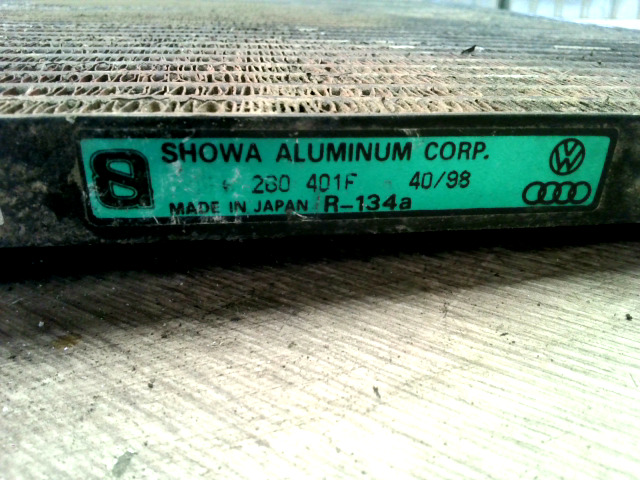 SHOWA ALUMINUM CORP.
260 401F 40/98
MADE IN JAPAN R-134a